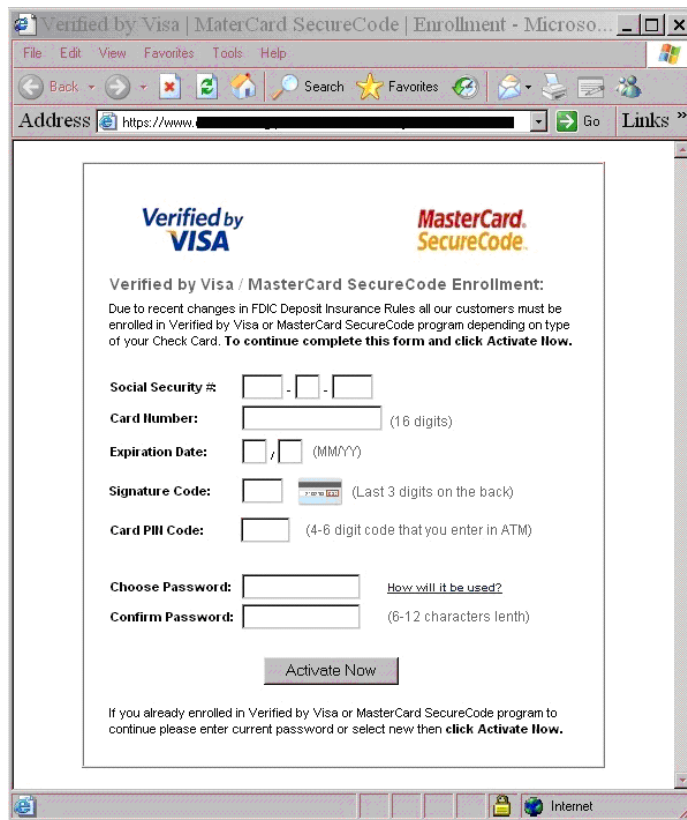 Verified by Visa | MaterCard SecureCode | Enrollment - Microso...
File Edit View Favorites Tools Help
Back Search Favorites
Address https://www. Go Links »
Verified by VISA MasterCard. SecureCode.
Verified by Visa / MasterCard SecureCode Enrollment:
Due to recent changes in FDIC Deposit Insurance Rules all our customers must be
enrolled in Verified by Visa or MasterCard SecureCode program depending on type
of your Check Card. To continue complete this form and click Activate Now.
Social Security #: - -
Card Number: (16 digits)
Expiration Date: / (MM/YY)
Signature Code: (Last 3 digits on the back)
Card PIN Code: (4-6 digit code that you enter in ATM)
Choose Password: How will it be used?
Confirm Password: (6-12 characters lenth)
Activate Now
If you already enrolled in Verified by Visa or MasterCard SecureCode program to
continue please enter current password or select new then click Activate Now.
Internet